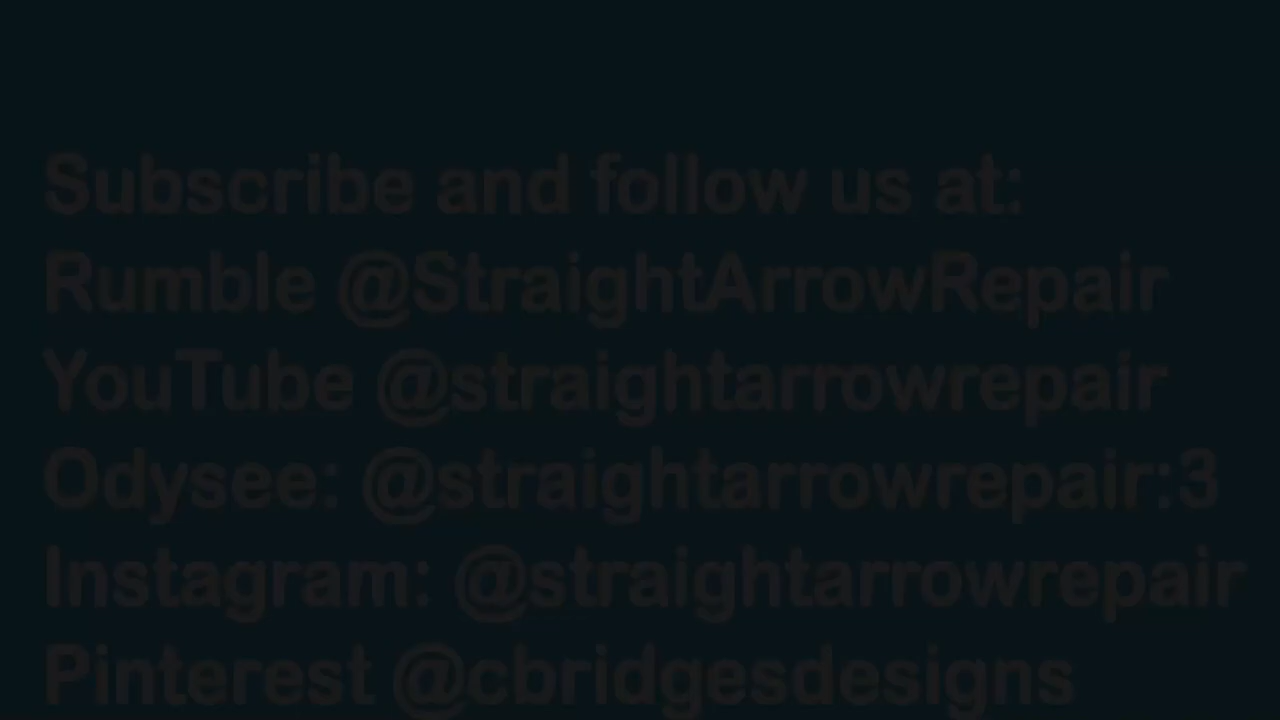 Subscribe and follow us at:
Rumble @StraightArrowRepair
YouTube @straightarrowrepair
Odysee: @straightarrowrepair:3
Instagram: @straightarrowrepair
Pinterest @cbridgesdesigns